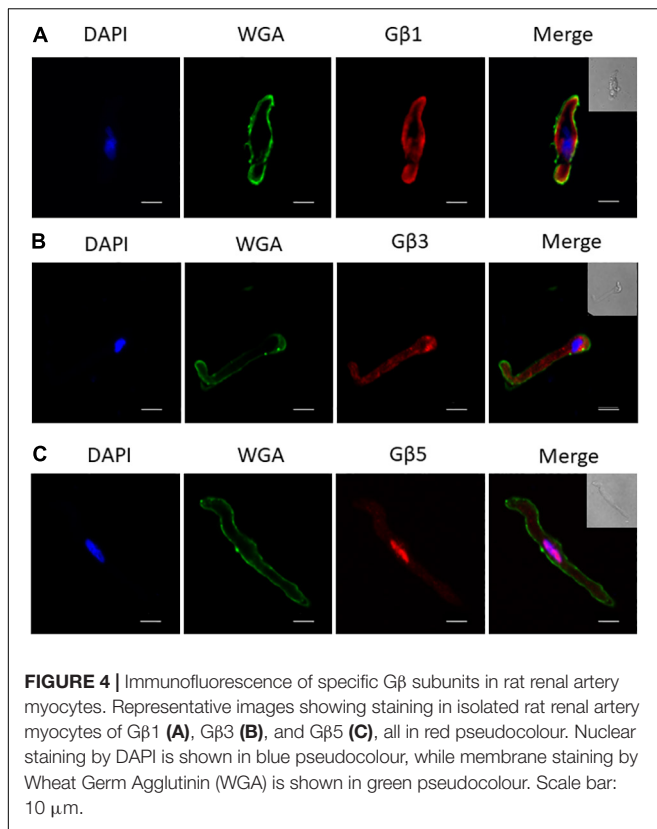 A
DAPI WGA Gβ1 Merge
B
DAPI WGA Gβ3 Merge
C
DAPI WGA Gβ5 Merge
FIGURE 4 | Immunofluorescence of specific Gβ subunits in rat renal artery
myocytes. Representative images showing staining in isolated rat renal artery
myocytes of Gβ1 (A), Gβ3 (B), and Gβ5 (C), all in red pseudocolour. Nuclear
staining by DAPI is shown in blue pseudocolour, while membrane staining by
Wheat Germ Agglutinin (WGA) is shown in green pseudocolour. Scale bar:
10 μm.